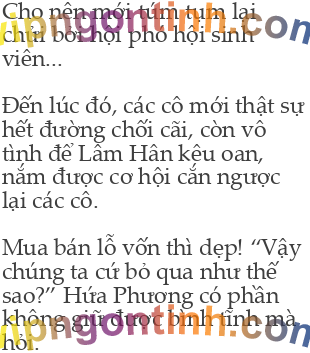 Cho nên mới túm tụm lại
chửi bới hội phó hội sinh
viên...
Đến lúc đó, các cô mới thật sự
hết đường chối cãi, còn vô
tình để Lâm Hân kêu oan,
nắm được cơ hội cắn ngược
lại các cô.
Mua bán lỗ vốn thì dẹp! “Vậy
chúng ta cứ bỏ qua như thế
sao?” Hứa Phương có phần
không giữ được bình tĩnh mà
hỏi.
vipngontinh.com
vipngontinh.com